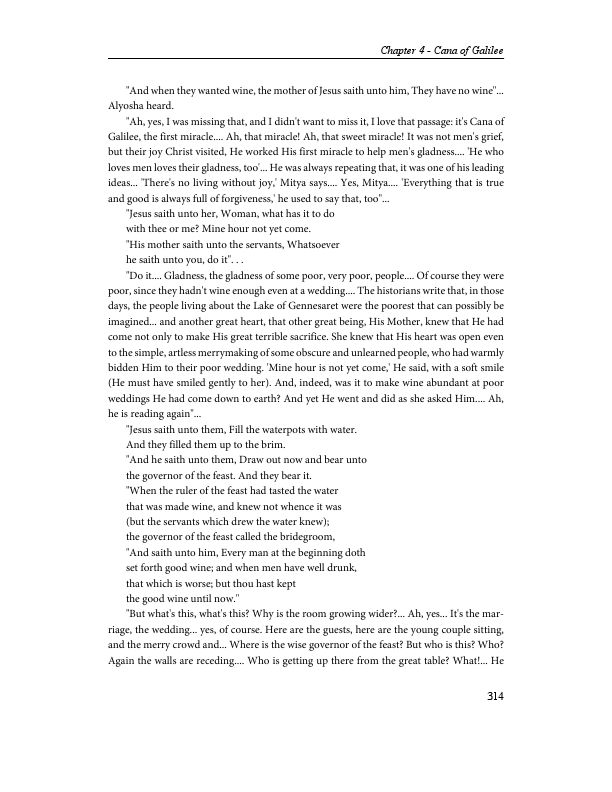 Chapter 4 - Cana of Galilee
"And when they wanted wine, the mother of Jesus saith unto him, They have no wine"...
Alyosha heard.
"Ah, yes, I was missing that, and I didn't want to miss it, I love that passage: it's Cana of
Galilee, the first miracle.... Ah, that miracle! Ah, that sweet miracle! It was not men's grief,
but their joy Christ visited, He worked His first miracle to help men's gladness.... 'He who
loves men loves their gladness, too'... He was always repeating that, it was one of his leading
ideas... 'There's no living without joy,' Mitya says.... Yes, Mitya.... 'Everything that is true
and good is always full of forgiveness,' he used to say that, too"...
"Jesus saith unto her, Woman, what has it to do
with thee or me? Mine hour not yet come.
"His mother saith unto the servants, Whatsoever
he saith unto you, do it". . .
"Do it.... Gladness, the gladness of some poor, very poor, people.... Of course they were
poor, since they hadn't wine enough even at a wedding.... The historians write that, in those
days, the people living about the Lake of Gennesaret were the poorest that can possibly be
imagined... and another great heart, that other great being, His Mother, knew that He had
come not only to make His great terrible sacrifice. She knew that His heart was open even
to the simple, artless merrymaking of some obscure and unlearned people, who had warmly
bidden Him to their poor wedding. 'Mine hour is not yet come,' He said, with a soft smile
(He must have smiled gently to her). And, indeed, was it to make wine abundant at poor
weddings He had come down to earth? And yet He went and did as she asked Him.... Ah,
he is reading again"...
"Jesus saith unto them, Fill the waterpots with water.
And they filled them up to the brim.
"And he saith unto them, Draw out now and bear unto
the governor of the feast. And they bear it.
"When the ruler of the feast had tasted the water
that was made wine, and knew not whence it was
(but the servants which drew the water knew);
the governor of the feast called the bridegroom,
"And saith unto him, Every man at the beginning doth
set forth good wine; and when men have well drunk,
that which is worse; but thou hast kept
the good wine until now."
"But what's this, what's this? Why is the room growing wider?... Ah, yes... It's the mar-
riage, the wedding... yes, of course. Here are the guests, here are the young couple sitting,
and the merry crowd and... Where is the wise governor of the feast? But who is this? Who?
Again the walls are receding.... Who is getting up there from the great table? What!... He
314